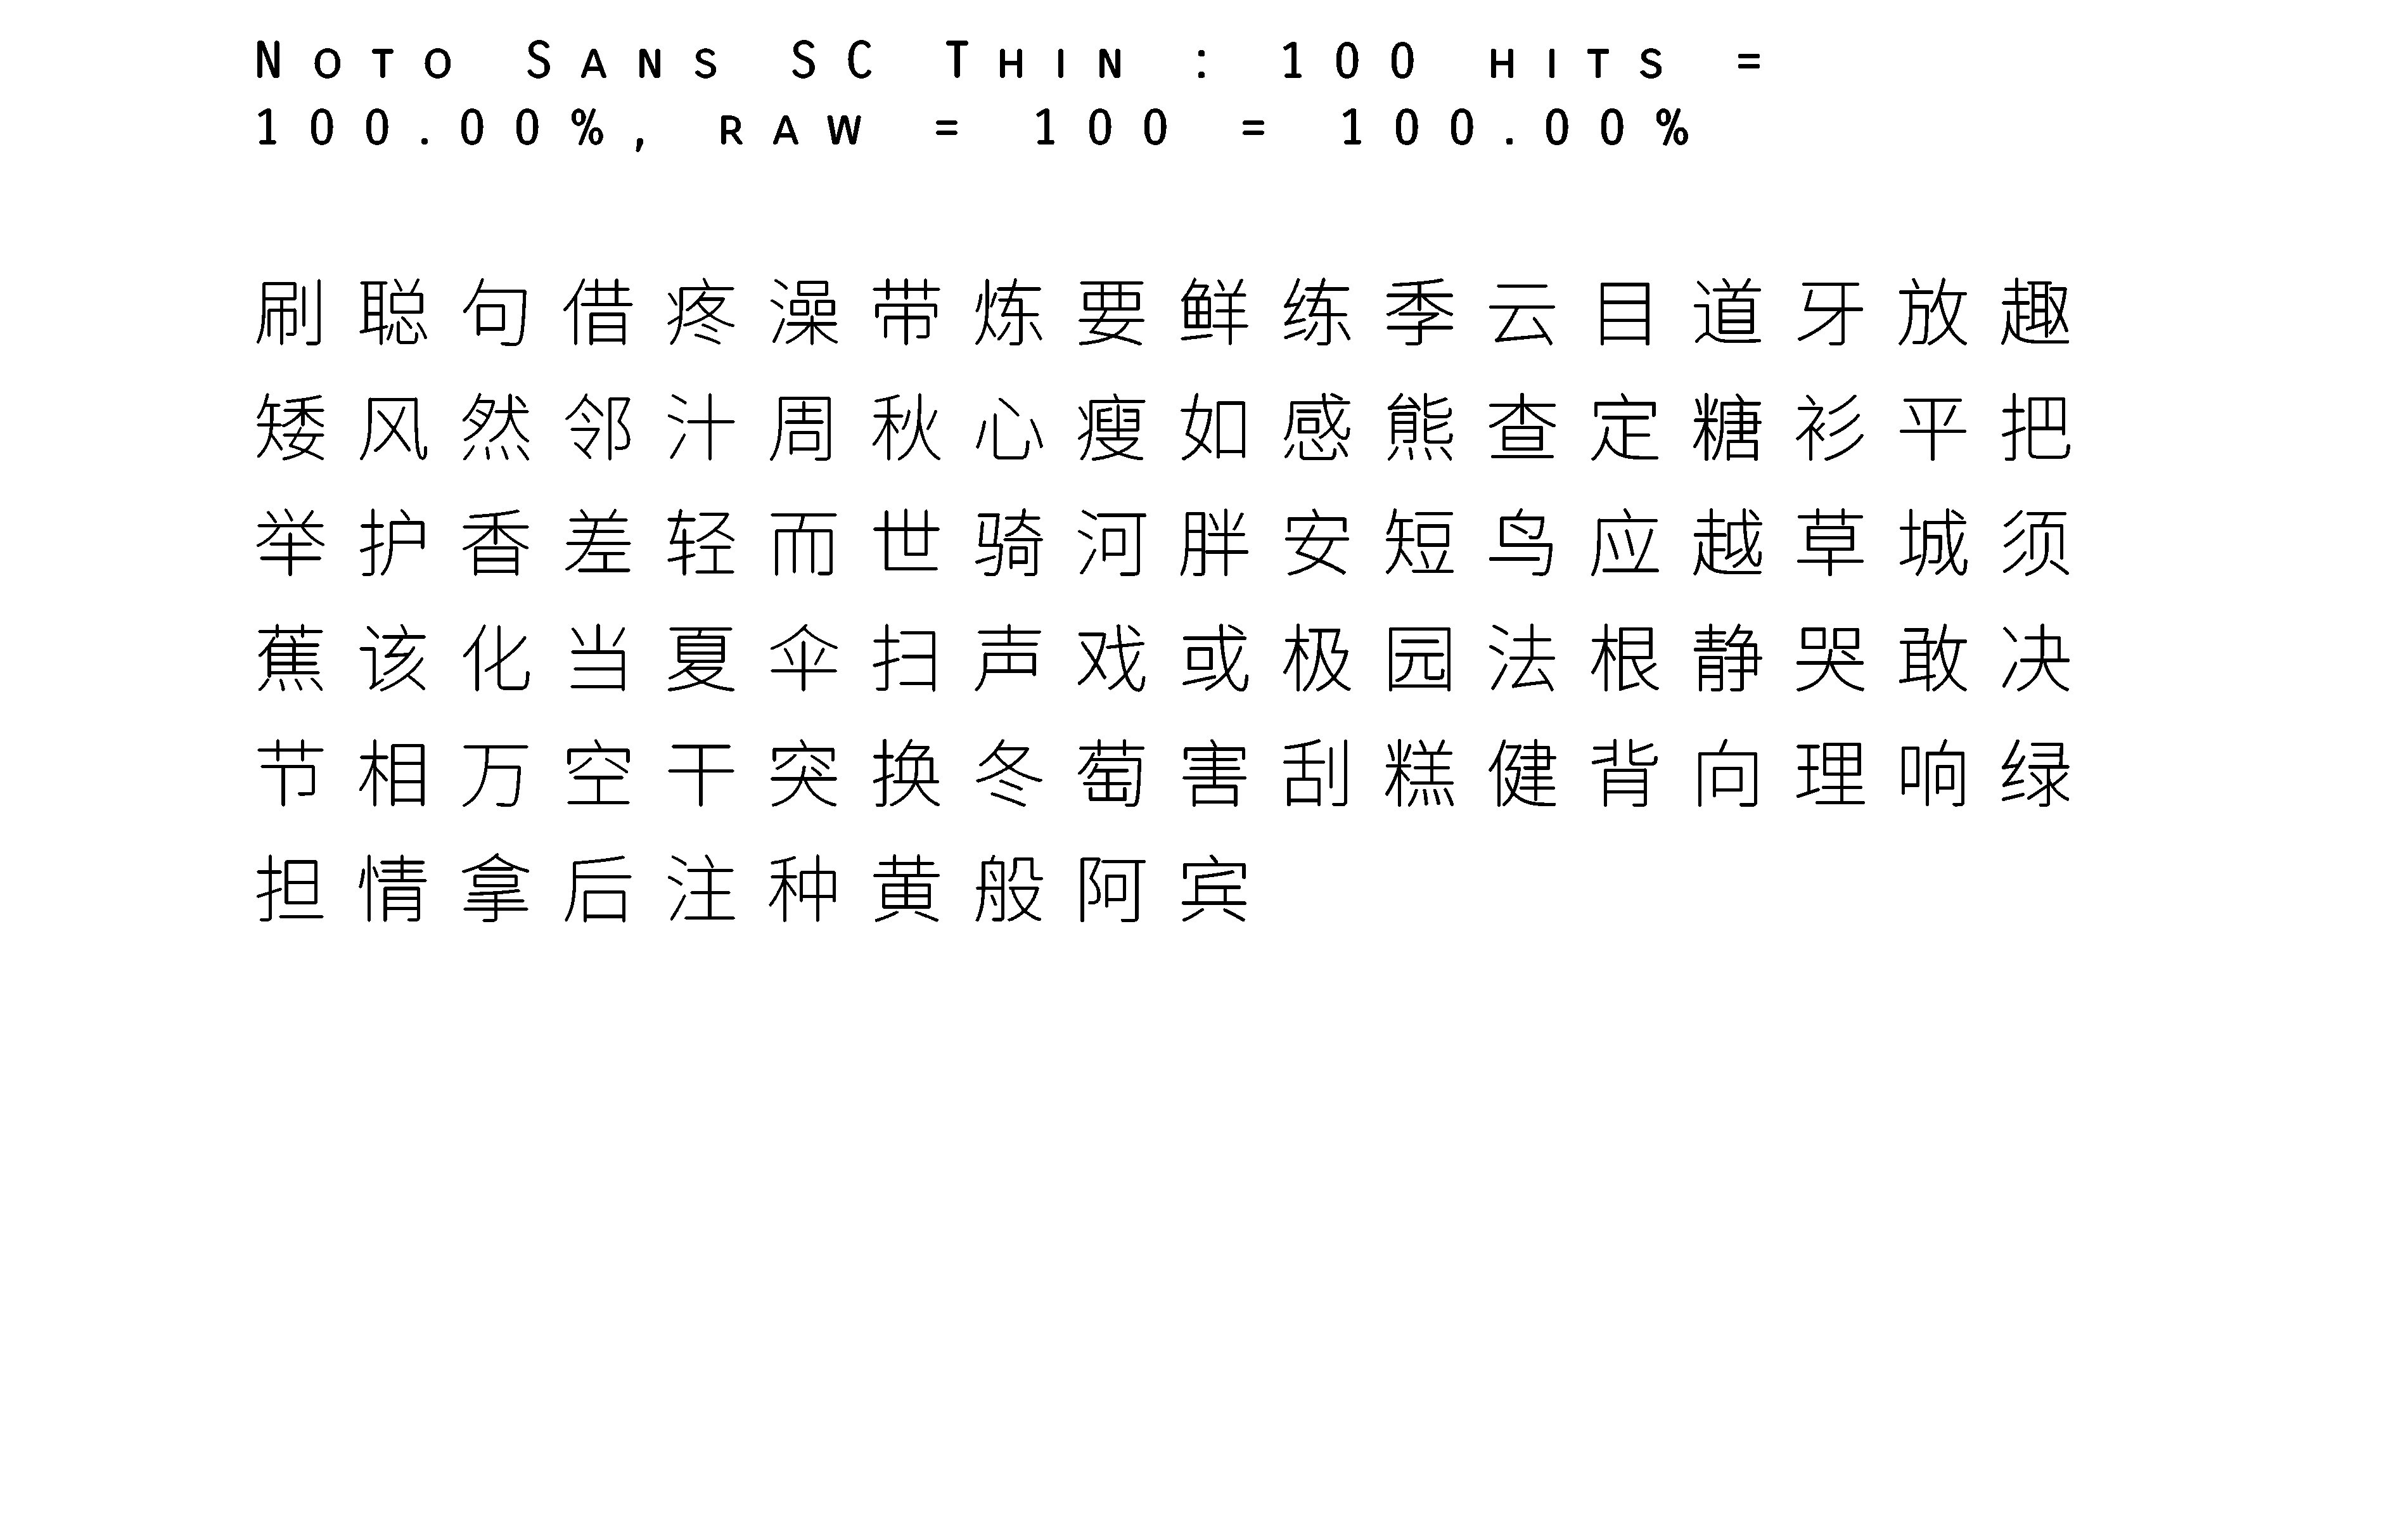 Noto Sans SC Thin : 100 hits =
100.00%, raw = 100 = 100.00%
刷聪句借疼澡带炼要鲜练季云目道牙放趣
矮风然邻汁周秋心瘦如感熊查定糖衫平把
举护香差轻而世骑河胖安短鸟应越草城须
蕉该化当夏伞扫声戏或极园法根静哭敢决
节相万空干突换冬萄害刮糕健背向理响绿
担情拿后注种黄般阿宾